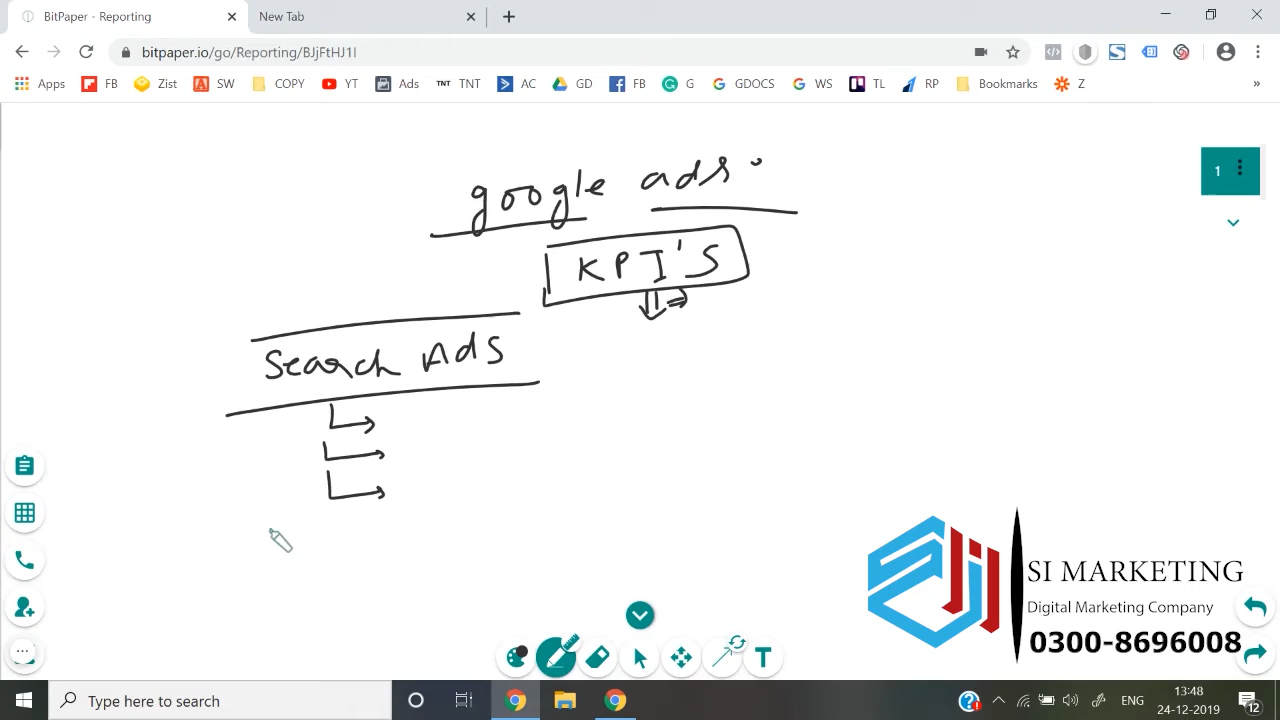 BitPaper - Reporting
New Tab
bitpaper.io/go/Reporting/BJjFtHJ1I
Apps FB Zist SW COPY YT Ads TNT TNT AC GD FB G GDOCS WS TL RP Bookmarks Z »
google ads
KPI'S
1
Search Ads
SI MARKETING
Digital Marketing Company
0300-8696008
T
Type here to search
ENG
13:48
24-12-2019
12